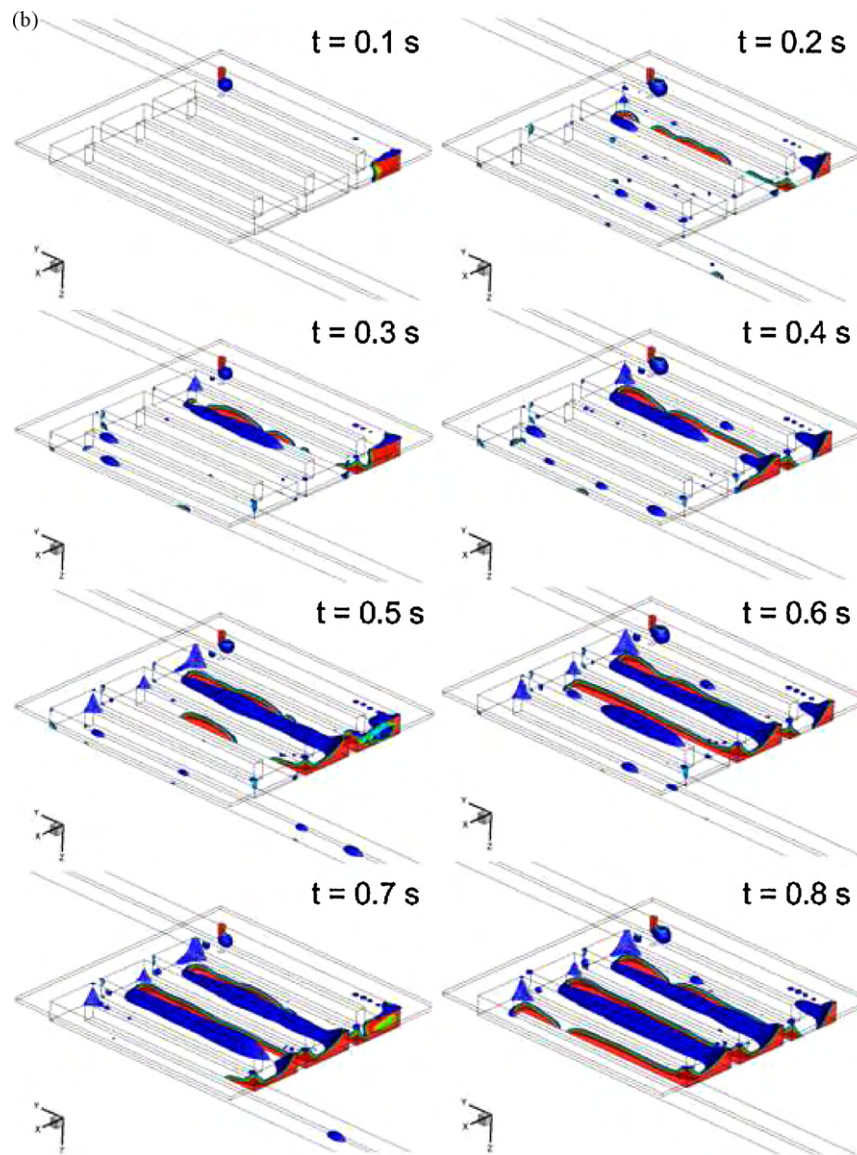 (b)
t = 0.1 s
t = 0.2 s
Y
X
Z
Y
X
Z
t = 0.3 s
t = 0.4 s
Y
X
Z
Y
X
Z
t = 0.5 s
t = 0.6 s
Y
X
Z
Y
X
Z
t = 0.7 s
t = 0.8 s
Y
X
Z
Y
X
Z